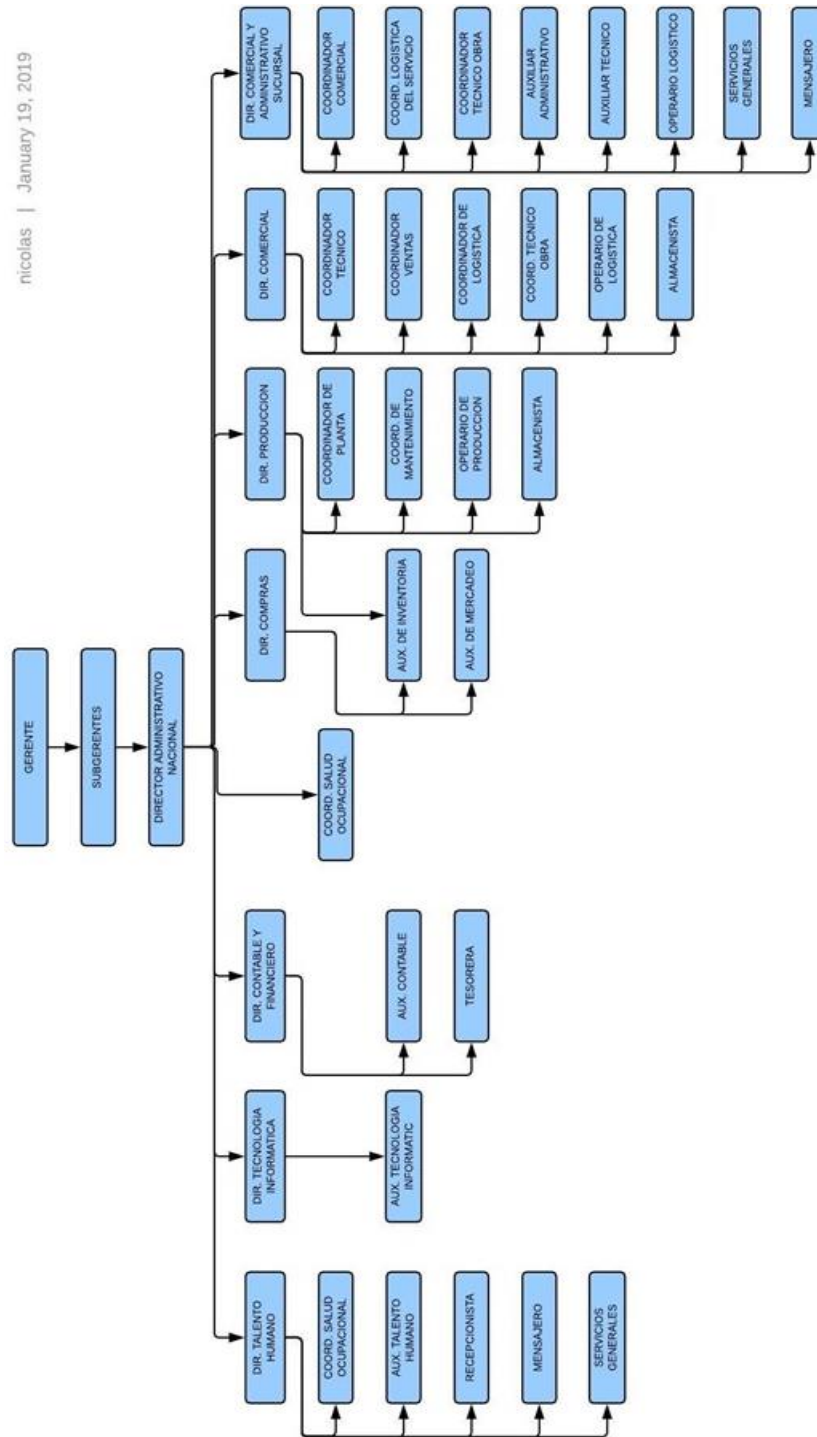 nicolas | January 19, 2019
GERENTE
SUBGERENTES
DIRECTOR ADMINISTRATIVO
NACIONAL
DIR. TALENTO
HUMANO
DIR. TECNOLOGIA
INFORMATICA
DIR. CONTABLE Y
FINANCIERO
DIR. COMPRAS
DIR. PRODUCCION
DIR. COMERCIAL
DIR. COMERCIAL Y
ADMINISTRATIVO
SUCURSAL
COORD. SALUD
OCUPACIONAL
COORD. SALUD
OCUPACIONAL
COORDINADOR DE
PLANTA
COORDINADOR
TECNICO
COORDINADOR
COMERCIAL
AUX. TALENTO
HUMANO
AUX. TECNOLOGIA
INFORMATIC
AUX. CONTABLE
AUX. DE INVENTORIA
COORD. DE
MANTENIMIENTO
COORDINADOR
VENTAS
COORD. LOGISTICA
DEL SERVICIO
RECEPCIONISTA
TESORERA
AUX. DE MERCADEO
OPERARIO DE
PRODUCCION
COORDINADOR DE
LOGISTICA
COORDINADOR
TECNICO OBRA
MENSAJERO
ALMACENISTA
COORD. TECNICO
OBRA
AUXILIAR
ADMINISTRATIVO
SERVICIOS
GENERALES
OPERARIO DE
LOGISTICA
AUXILIAR TECNICO
ALMACENISTA
OPERARIO LOGISTICO
SERVICIOS
GENERALES
MENSAJERO